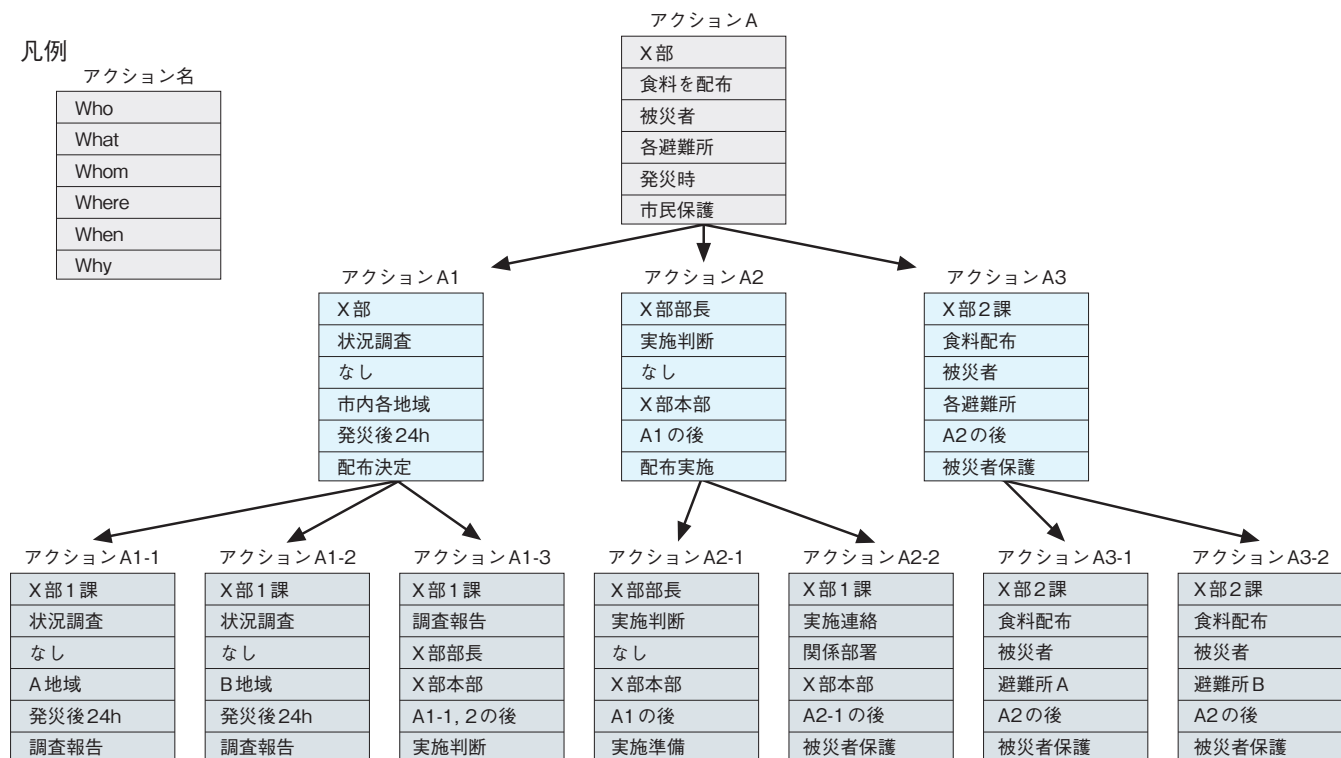 凡例
アクション名
Who
What
Whom
Where
When
Why
アクションA
X部
食料を配布
被災者
各避難所
発災時
市民保護
アクションA1
X部
状況調査
なし
市内各地域
発災後24h
配布決定
アクションA2
X部部長
実施判断
なし
X部本部
A1の後
配布実施
アクションA3
X部2課
食料配布
被災者
各避難所
A2の後
被災者保護
アクションA1-1
X部1課
状況調査
なし
A地域
発災後24h
調査報告
アクションA1-2
X部1課
状況調査
なし
B地域
発災後24h
調査報告
アクションA1-3
X部1課
調査報告
X部部長
X部本部
A1-1, 2の後
実施判断
アクションA2-1
X部部長
実施判断
なし
X部本部
A1の後
実施準備
アクションA2-2
X部1課
実施連絡
関係部署
X部本部
A2-1の後
被災者保護
アクションA3-1
X部2課
食料配布
被災者
避難所A
A2の後
被災者保護
アクションA3-2
X部2課
食料配布
被災者
避難所B
A2の後
被災者保護